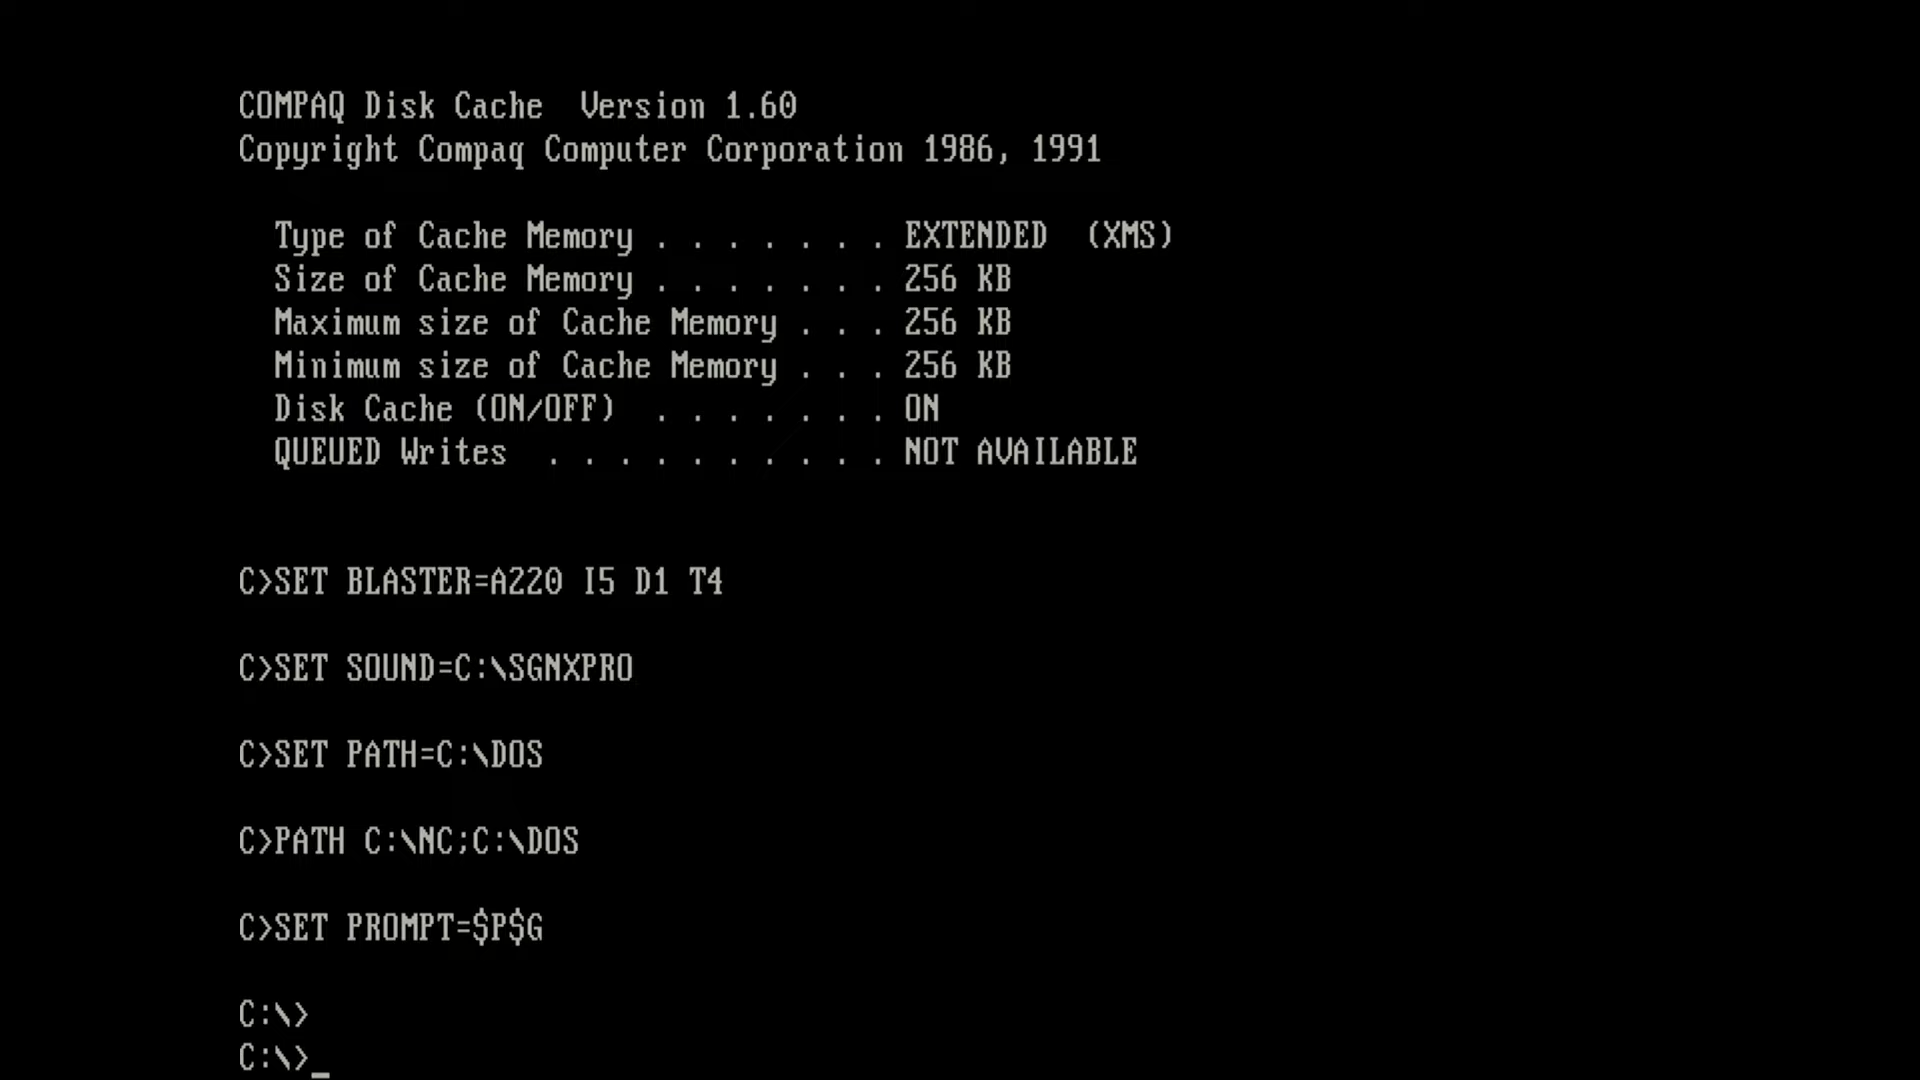 COMPAQ Disk Cache  Version 1.60
Copyright Compaq Computer Corporation 1986, 1991
Type of Cache Memory . . . . . . . EXTENDED  (XMS)
Size of Cache Memory . . . . . . . 256 KB
Maximum size of Cache Memory . . . 256 KB
Minimum size of Cache Memory . . . 256 KB
Disk Cache (ON/OFF)  . . . . . . . ON
QUEUED Writes  . . . . . . . . . . NOT AVAILABLE
C>SET BLASTER=A220 I5 D1 T4
C>SET SOUND=C:\SGNXPRO
C>SET PATH=C:\DOS
C>PATH C:\NC;C:\DOS
C>SET PROMPT=$P$G
C:\>
C:\>_